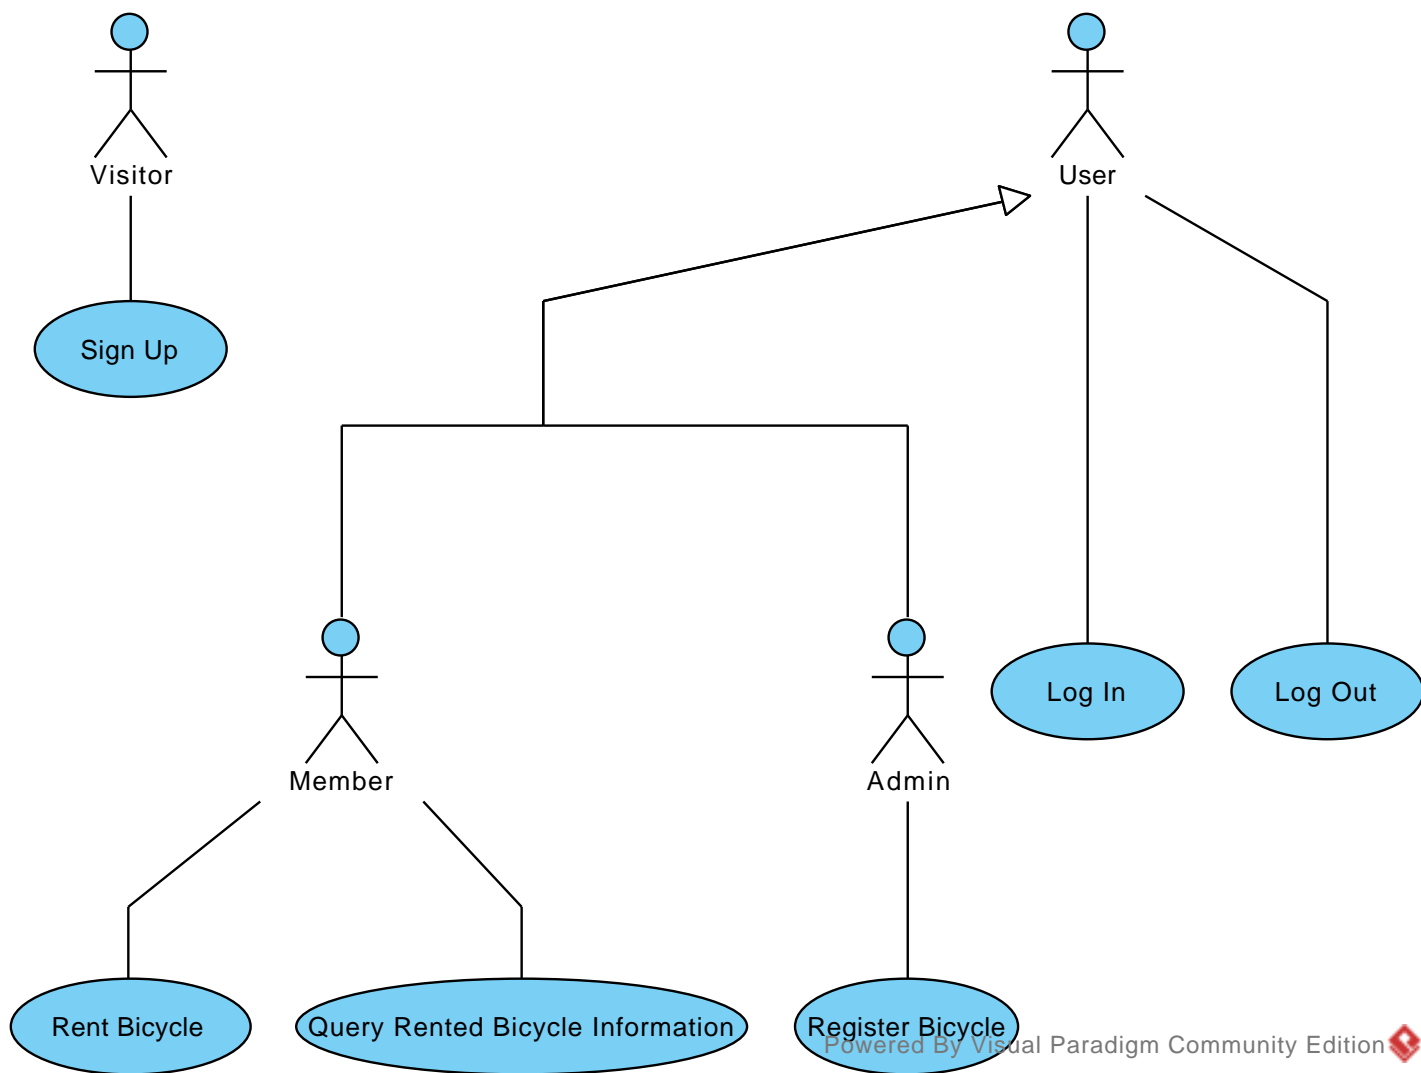 Visitor
User
Sign Up
Log In
Log Out
Member
Admin
Rent Bicycle
Query Rented Bicycle Information
Register Bicycle
Powered By Visual Paradigm Community Edition